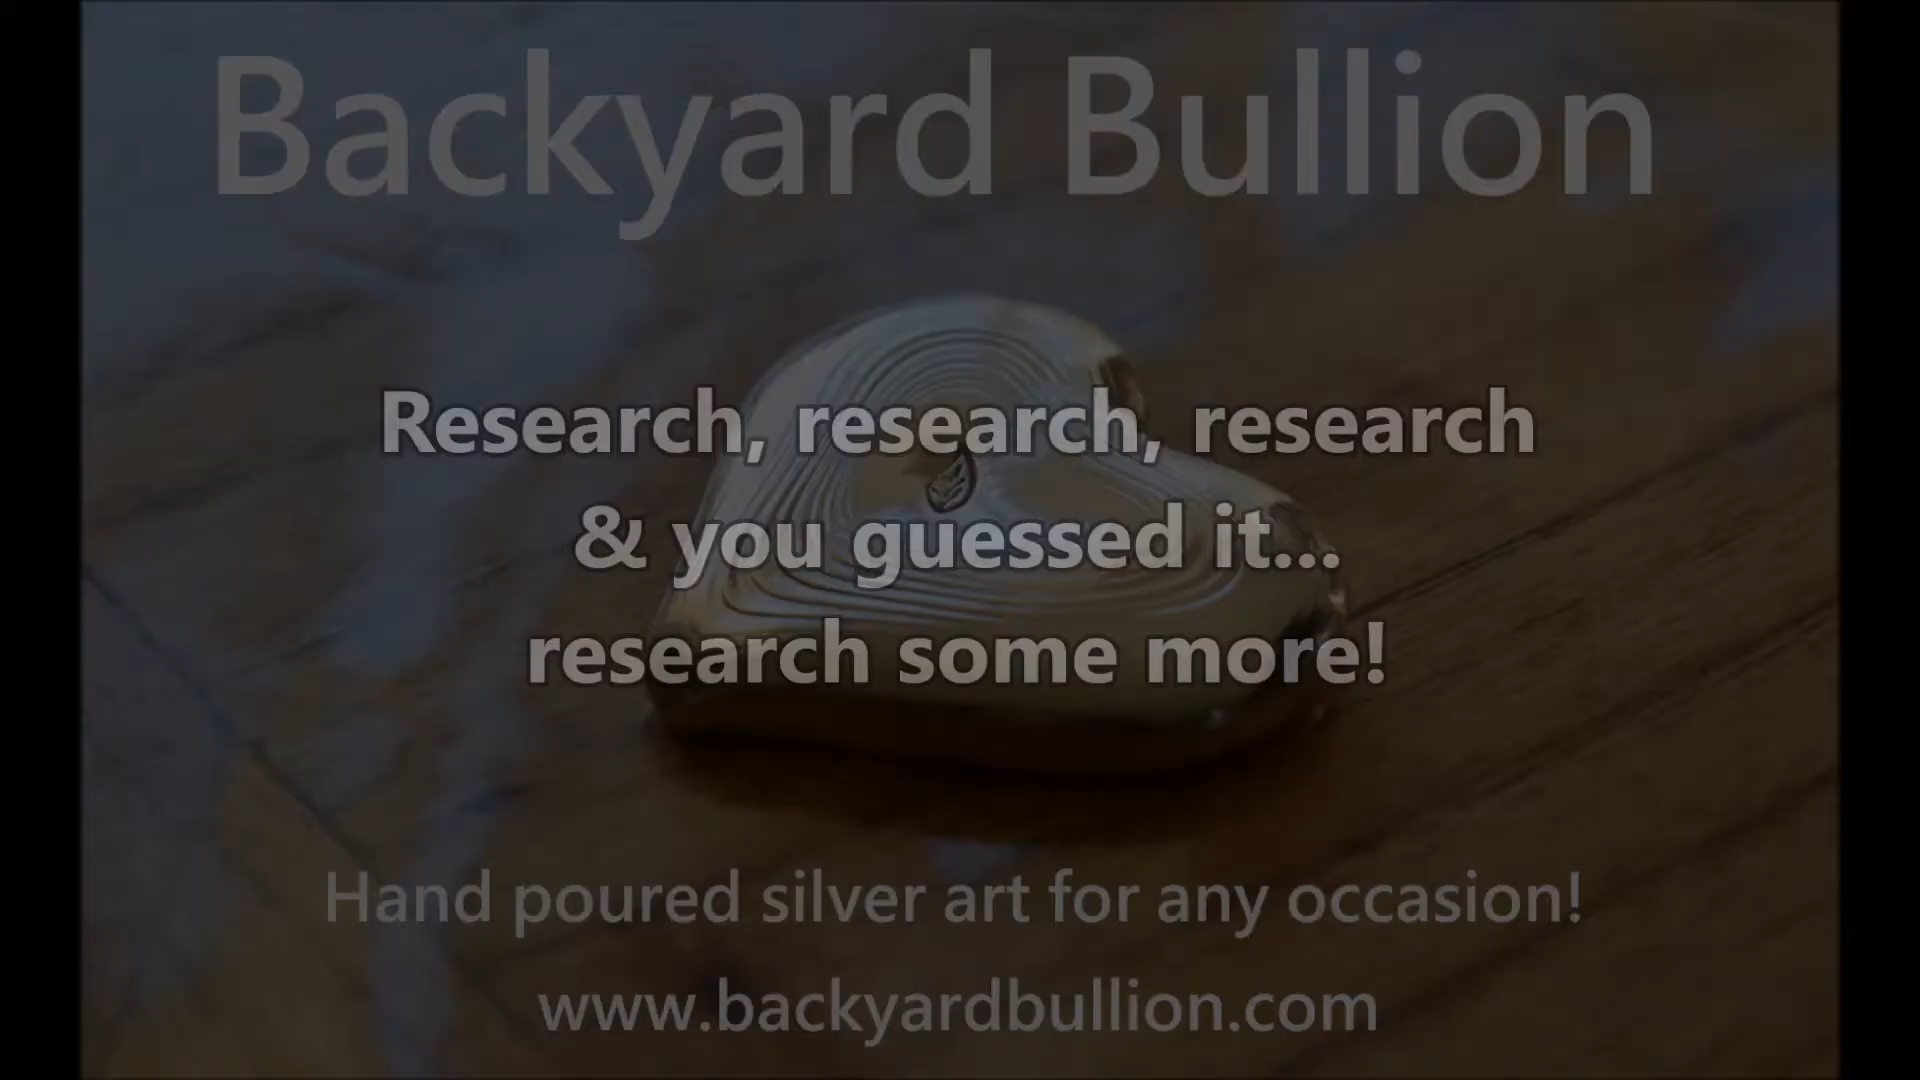 Backyard Bullion
Research, research, research
& you guessed it...
research some more!
Hand poured silver art for any occasion!
www.backyardbullion.com